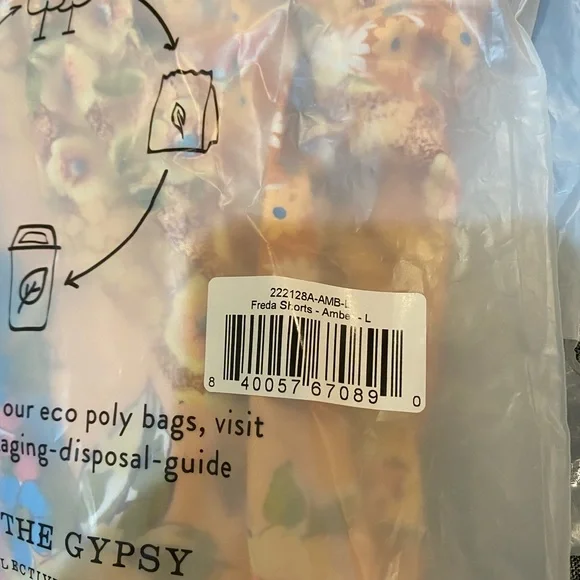 222128A-AMB-L
Freda Shorts - Amber - L
8 40057 67089 0
our eco poly bags, visit
aging-disposal-guide
THE GYPSY